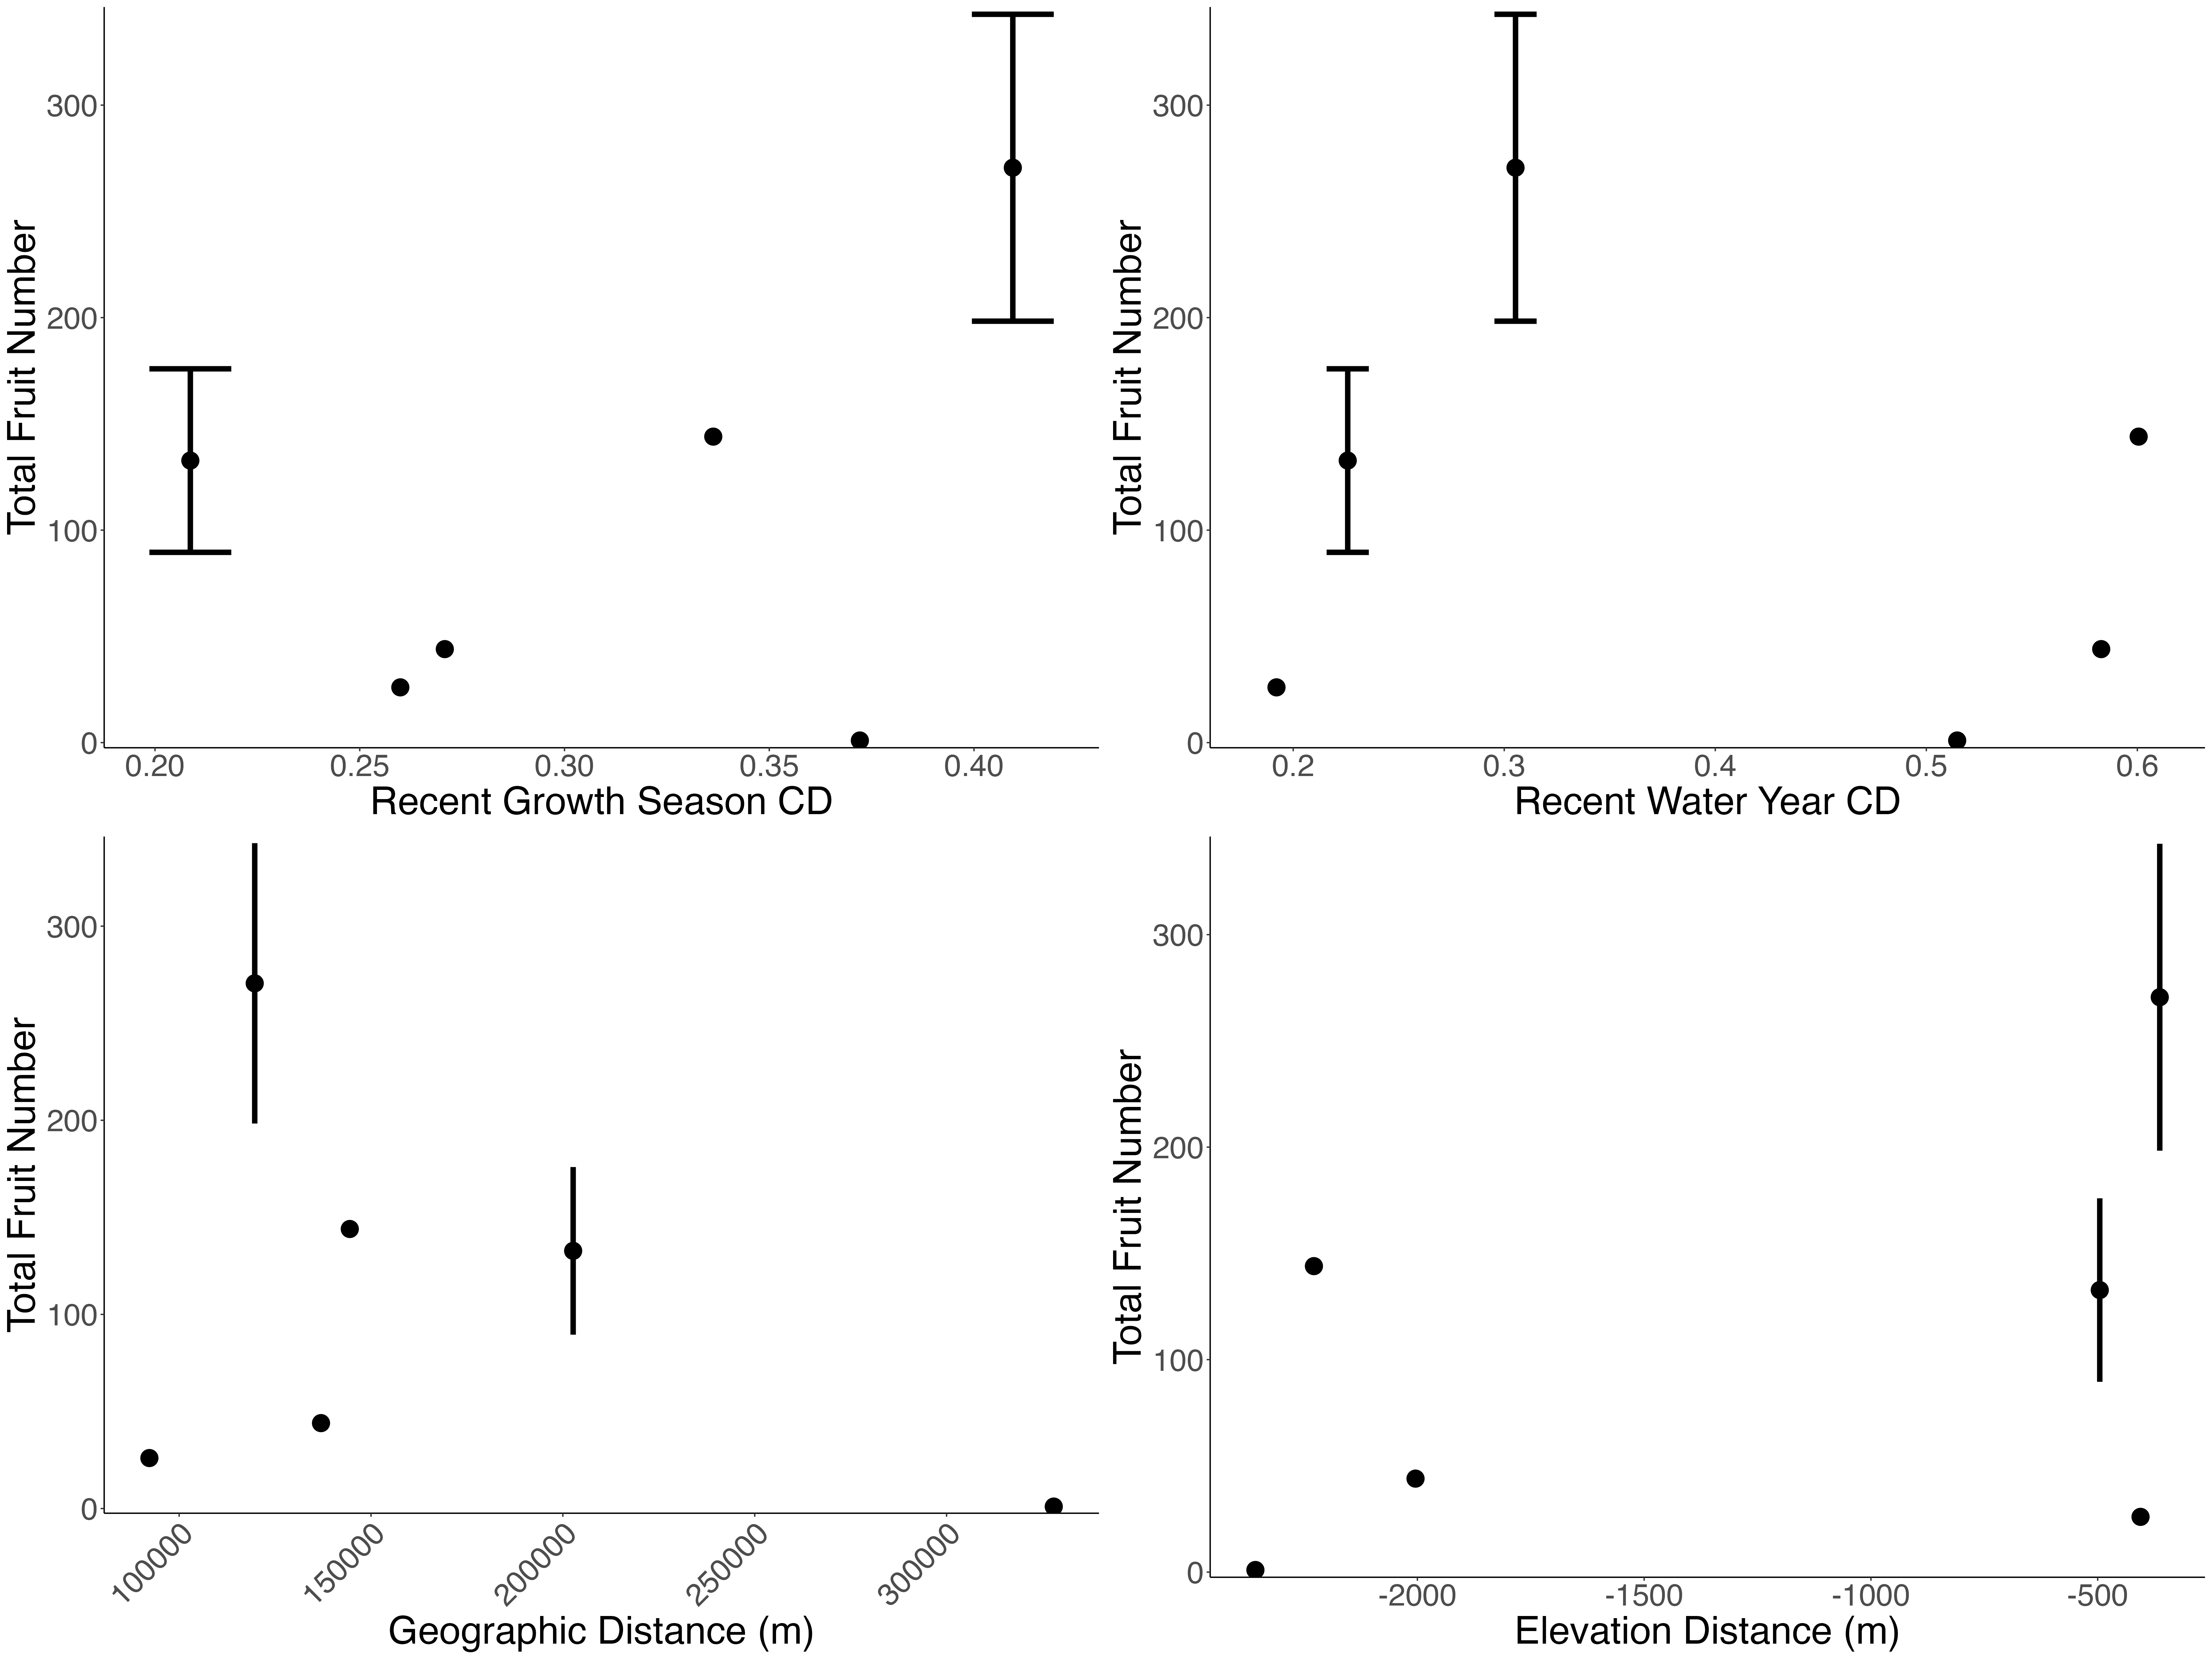 Total Fruit Number
300
200
100
0
0.20 0.25 0.30 0.35 0.40
Recent Growth Season CD
Total Fruit Number
300
200
100
0
0.2 0.3 0.4 0.5 0.6
Recent Water Year CD
Total Fruit Number
300
200
100
0
100000 150000 200000 250000 300000
Geographic Distance (m)
Total Fruit Number
300
200
100
0
-2000 -1500 -1000 -500
Elevation Distance (m)